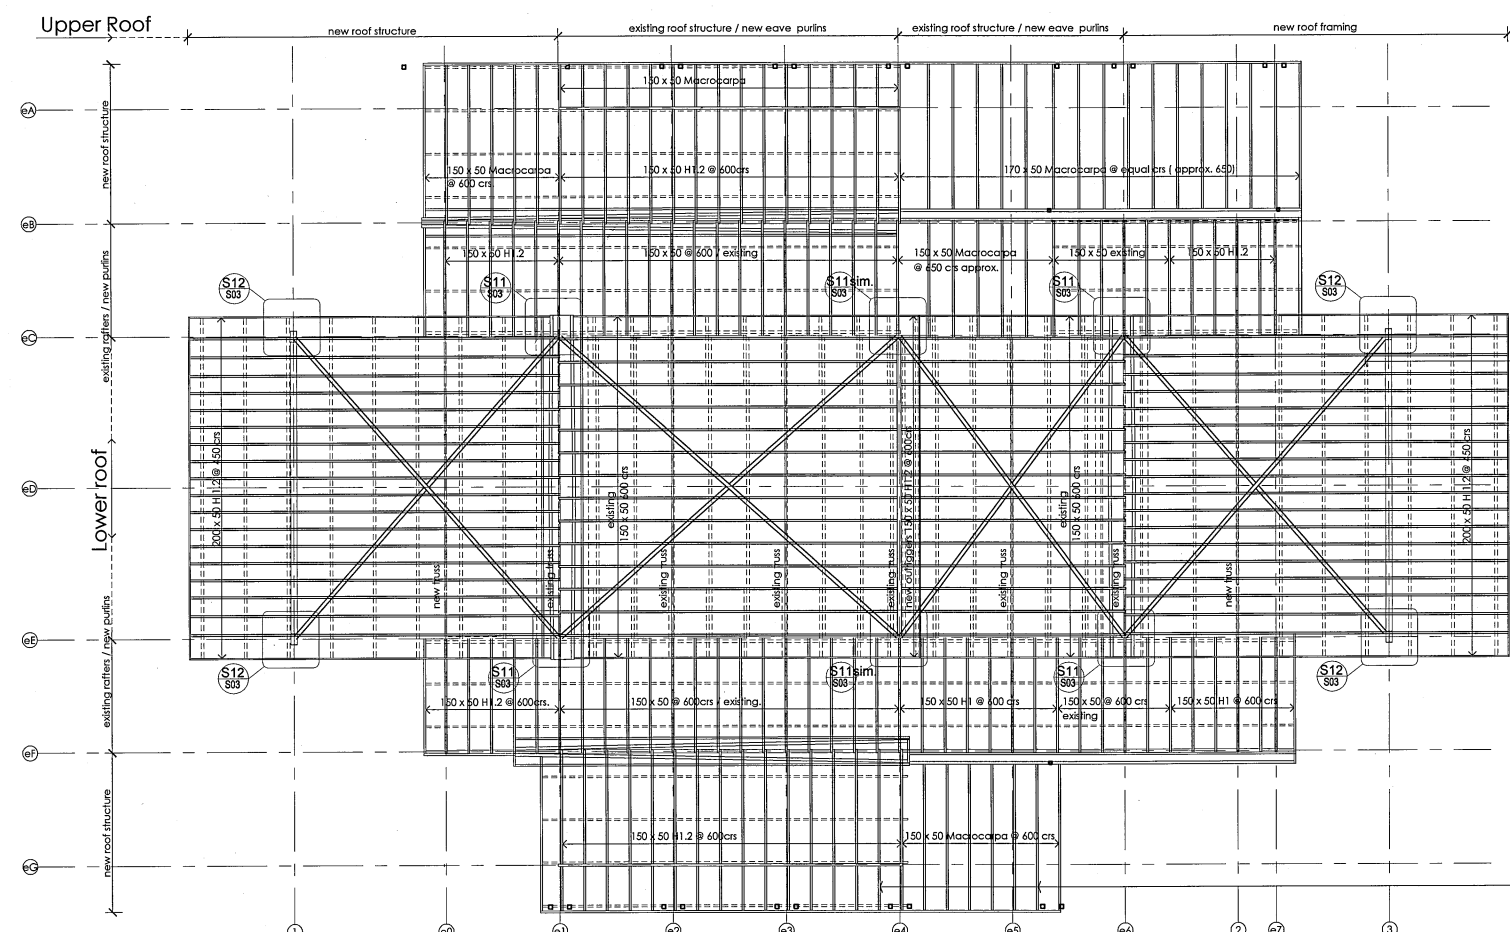 Upper Roof
new roof structure
existing roof structure / new eave purlins
existing roof structure / new eave purlins
new roof framing
150 x 50 Macrocarpa
eA
new roof structure
150 x 50 Macrocarpa
@ 600 crs.
150 x 50 H1.2 @ 600crs
170 x 50 Macrocarpa @ equal crs ( approx. 650)
eB
150 x 50 H1.2
150 x 50 @ 600 / existing
150 x 50 Macrocarpa
@ 650 crs approx.
150 x 50 existing
150 x 50 H1.2
existing rafters / new purlins
S12
S03
S11
S03
S11sim.
S03
S11
S03
S12
S03
eC
Lower roof
200 x 50 H1.2 @ 450 crs
existing
150 x 50 600 crs
new outriggers 150 x 50 H1.2 @ 600crs
existing
150 x 50 600 crs
200 x 50 H1.2 @ 450 crs
eD
new truss
existing truss
existing truss
existing truss
existing truss
existing truss
existing truss
new truss
eE
existing rafters / new purlins
S12
S03
S11
S03
S11sim.
S03
S11
S03
S12
S03
150 x 50 H1.2 @ 600crs.
150 x 50 @ 600crs / existing.
150 x 50 H1 @ 600 crs
150 x 50 @ 600 crs
existing
150 x 50 H1 @ 600 crs
eF
new roof structure
150 x 50 H1.2 @ 600crs
150 x 50 Macrocarpa @ 600 crs
eG
1
e0
e1
e2
e3
e4
e5
e6
2
e7
3